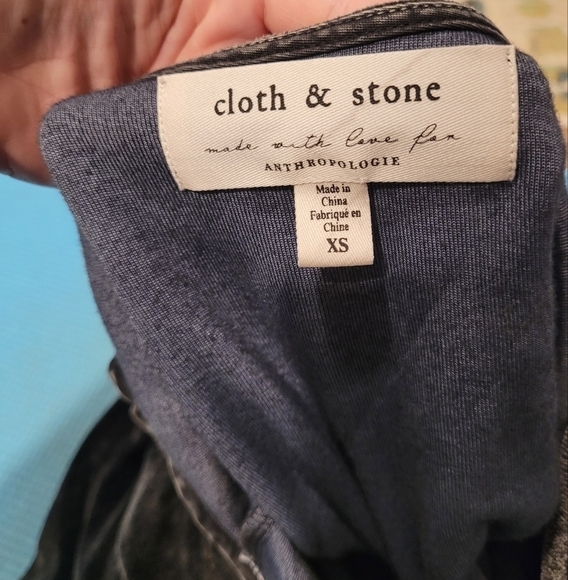 cloth & stone
made with love for
ANTHROPOLOGIE
Made in
China
Fabriqué en
Chine
XS